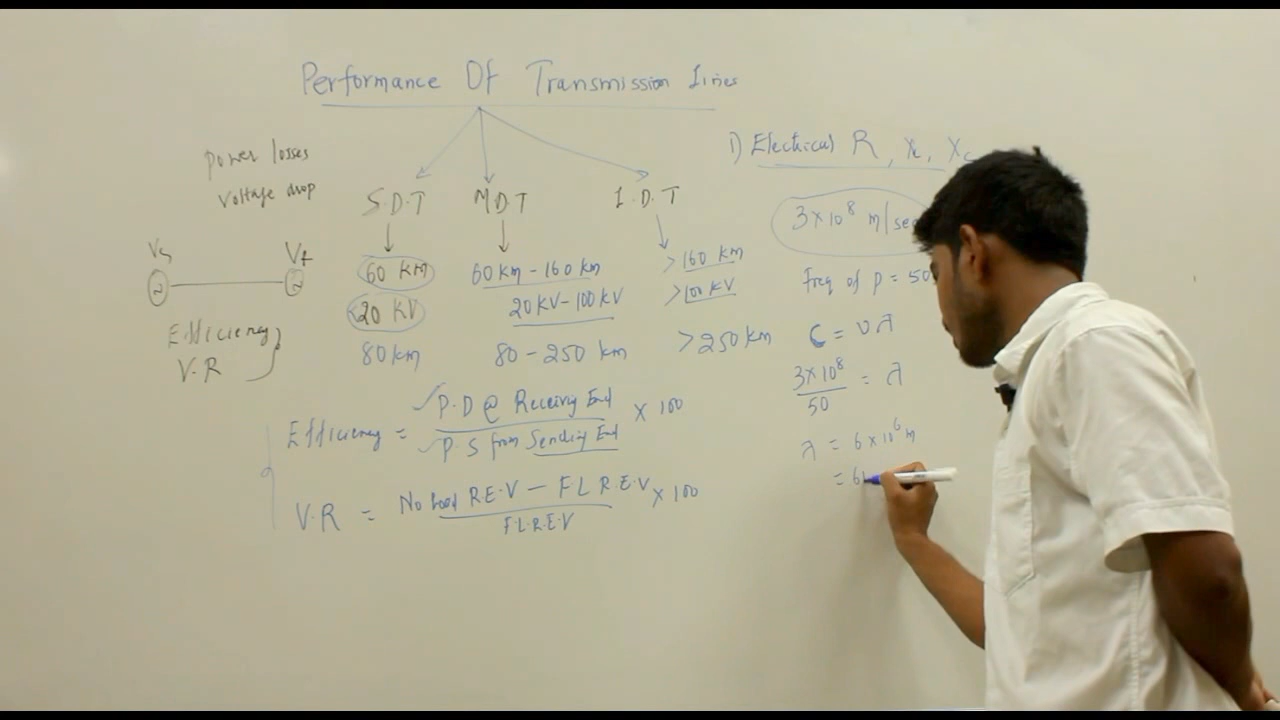 Performance Of Transmission Lines
power losses
Voltage drop
S.D.T M.D.T L.D.T
60 KM 60 KM - 160 KM >160 KM
<20 KV 20 KV - 100 KV >100 KV
80 KM 80 - 250 KM >250 KM
Vs Vr
Efficiency
V.R
Efficiency = P.D @ Receiving End / P.S from Sending End × 100
V.R = No Load R.E.V - F L R.E.V / F.L.R.E.V × 100
1) Electrical R, XL, Xc
3×10⁸ m/sec
Freq of P = 50
C = υλ
3×10⁸ / 50 = λ
λ = 6×10⁶ m
= 6